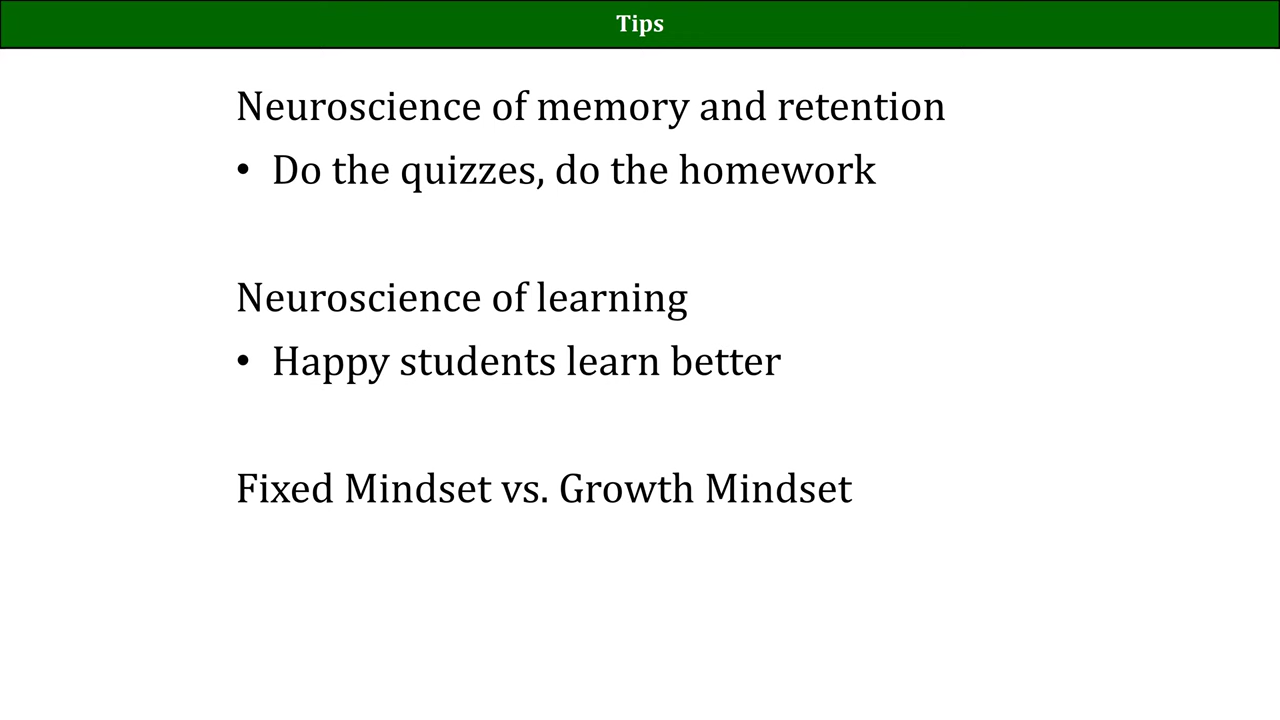 Tips
Neuroscience of memory and retention
• Do the quizzes, do the homework
Neuroscience of learning
• Happy students learn better
Fixed Mindset vs. Growth Mindset